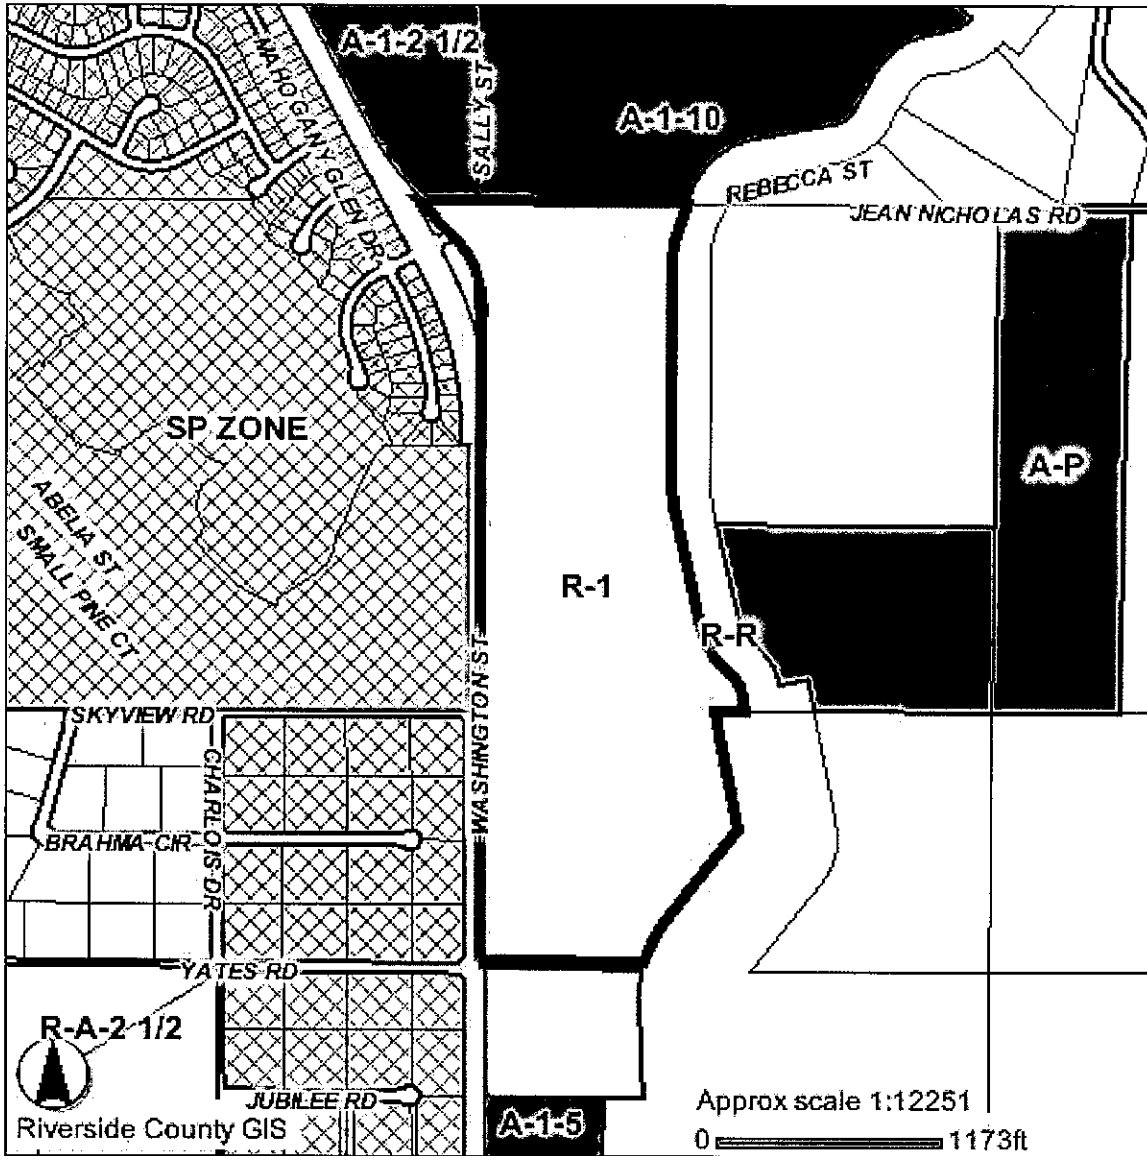 A-1-2 1/2
MAHOGANY GLEN DR
SALLY ST
A-1-10
REBECCA ST
JEAN NICHOLAS RD
SP ZONE
A-P
ABELIA ST
SMALL PINE CT
R-1
R-R
WASHINGTON ST
SKYVIEW RD
CHARLOIS DR
BRAHMA CIR
YATES RD
R-A-2 1/2
JUBILEE RD
Riverside County GIS
A-1-5
Approx scale 1:12251
0 1173ft